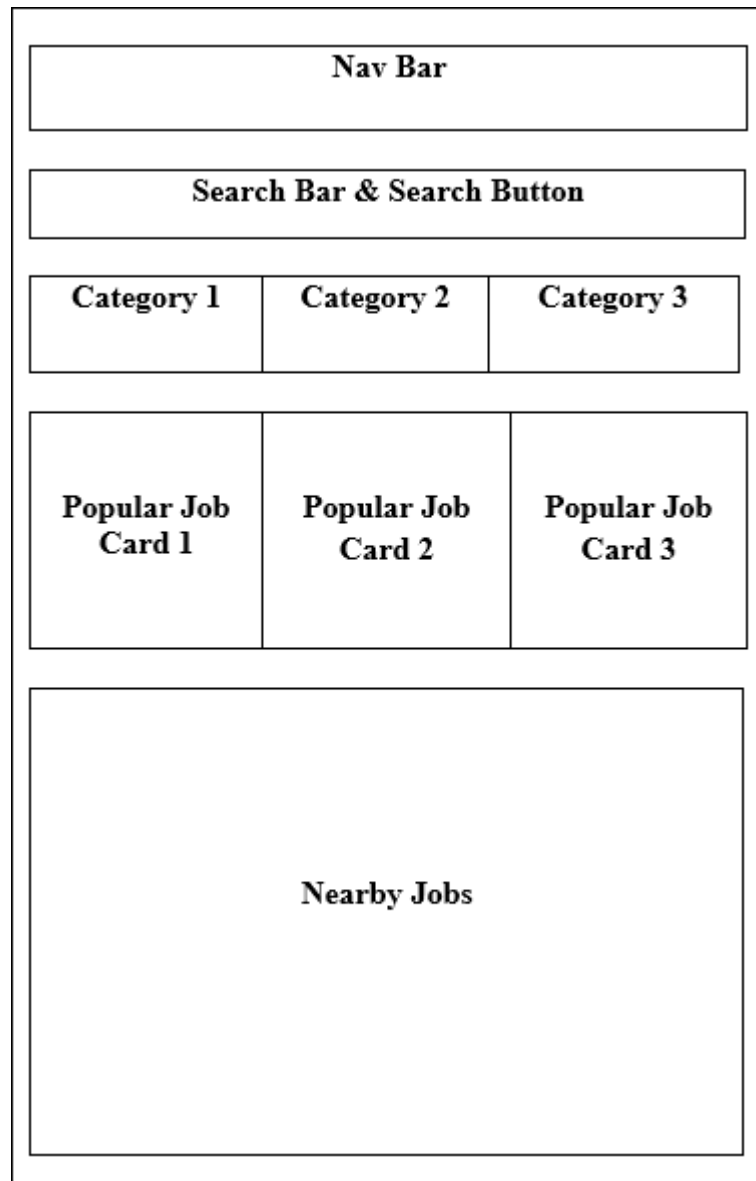 Nav Bar
Search Bar & Search Button
Category 1
Category 2
Category 3
Popular Job
Card 1
Popular Job
Card 2
Popular Job
Card 3
Nearby Jobs